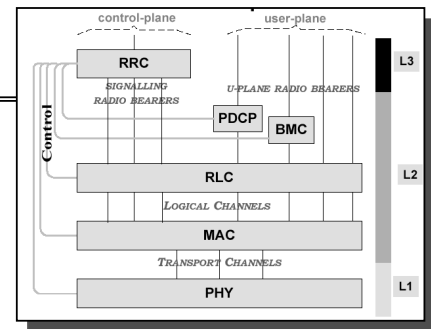 control-plane
user-plane
RRC
L3
SIGNALLING
RADIO BEARERS
U-PLANE RADIO BEARERS
PDCP
BMC
Control
RLC
L2
LOGICAL CHANNELS
MAC
TRANSPORT CHANNELS
PHY
L1